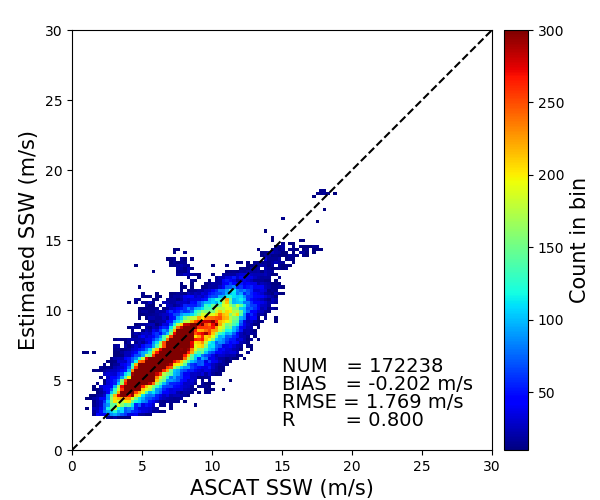 30
25
20
15
10
5
0
0 5 10 15 20 25 30
Estimated SSW (m/s)
ASCAT SSW (m/s)
NUM = 172238
BIAS = -0.202 m/s
RMSE = 1.769 m/s
R = 0.800
300
250
200
150
100
50
Count in bin